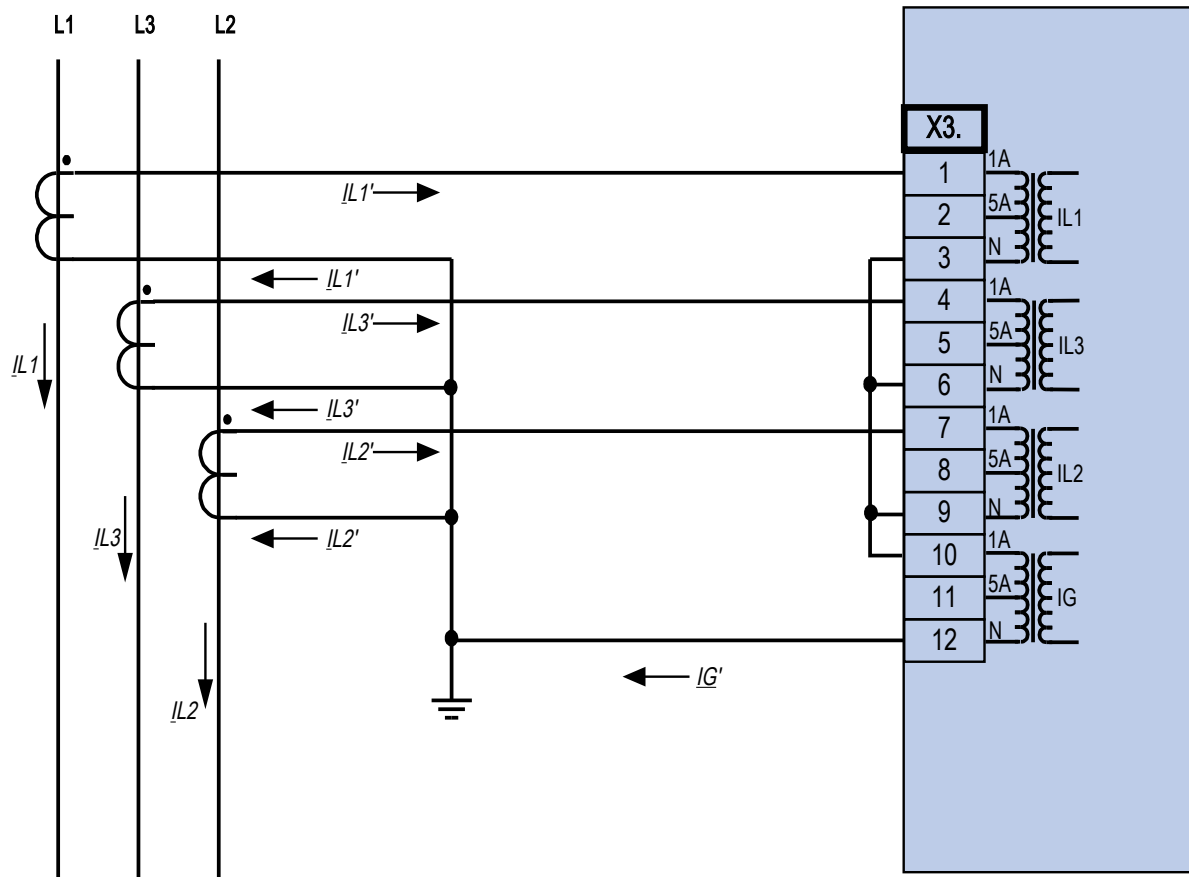 L1 L3 L2
X3.
1 1A
IL1'
2 5A IL1
3 N
IL1'
4 1A
IL3'
5 5A IL3
IL1
6 N
IL3'
7 1A
IL2'
8 5A IL2
9 N
IL3 IL2'
10 1A
11 5A IG
12 N
IG'
IL2